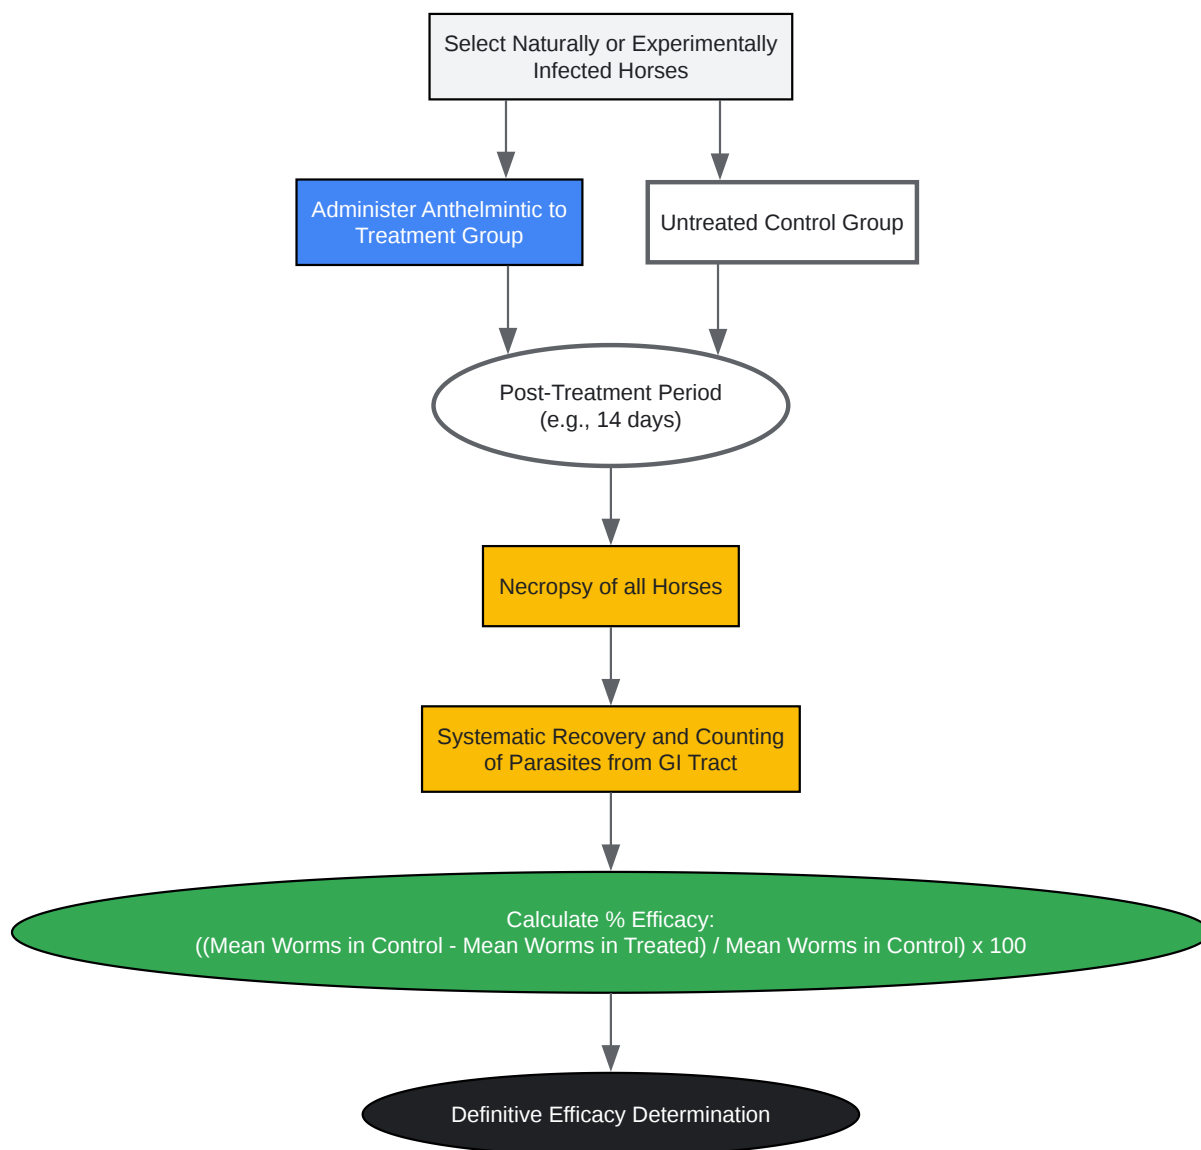 Select Naturally or Experimentally
Infected Horses
Administer Anthelmintic to
Treatment Group
Untreated Control Group
Post-Treatment Period
(e.g., 14 days)
Necropsy of all Horses
Systematic Recovery and Counting
of Parasites from GI Tract
Calculate % Efficacy:
((Mean Worms in Control - Mean Worms in Treated) / Mean Worms in Control) x 100
Definitive Efficacy Determination